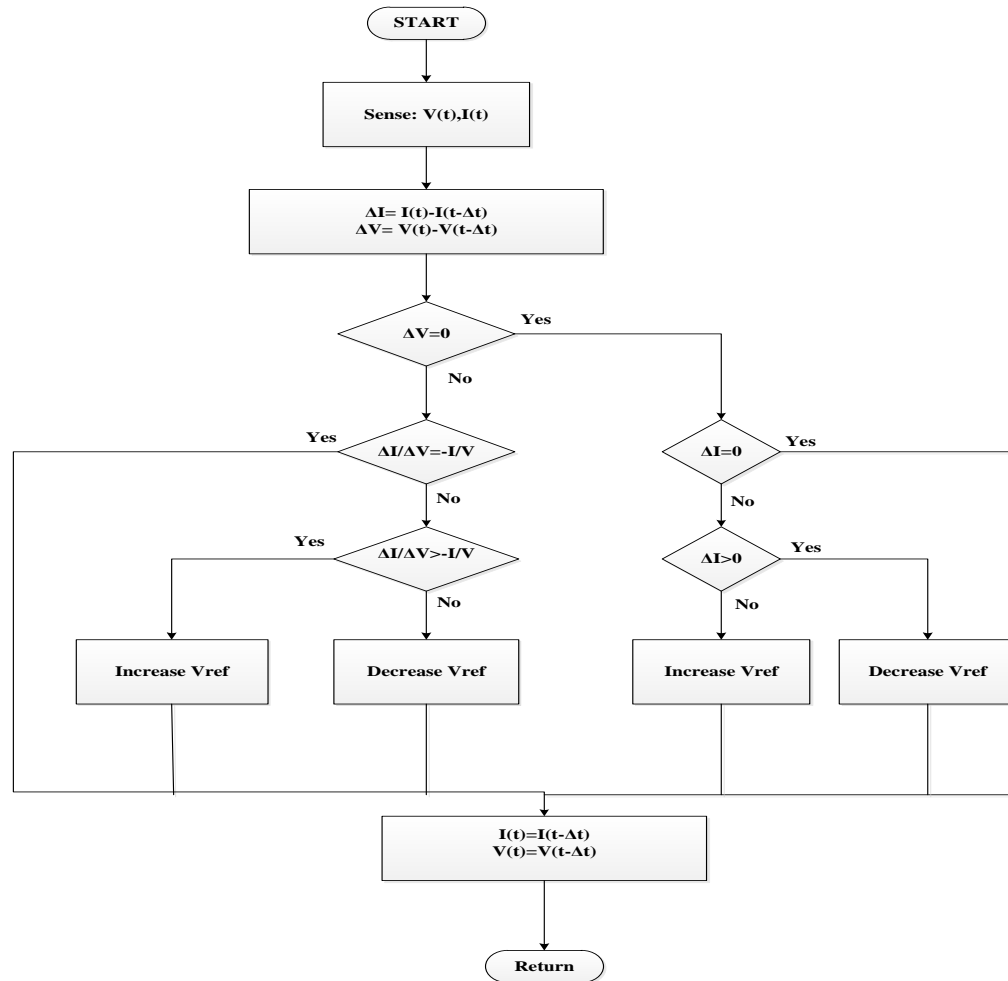 START
Sense: V(t),I(t)
ΔI= I(t)-I(t-Δt)
ΔV= V(t)-V(t-Δt)
ΔV=0
Yes
No
Yes
ΔI/ΔV=-I/V
ΔI=0
Yes
No
No
Yes
ΔI/ΔV>-I/V
ΔI>0
Yes
No
No
Increase Vref
Decrease Vref
Increase Vref
Decrease Vref
I(t)=I(t-Δt)
V(t)=V(t-Δt)
Return